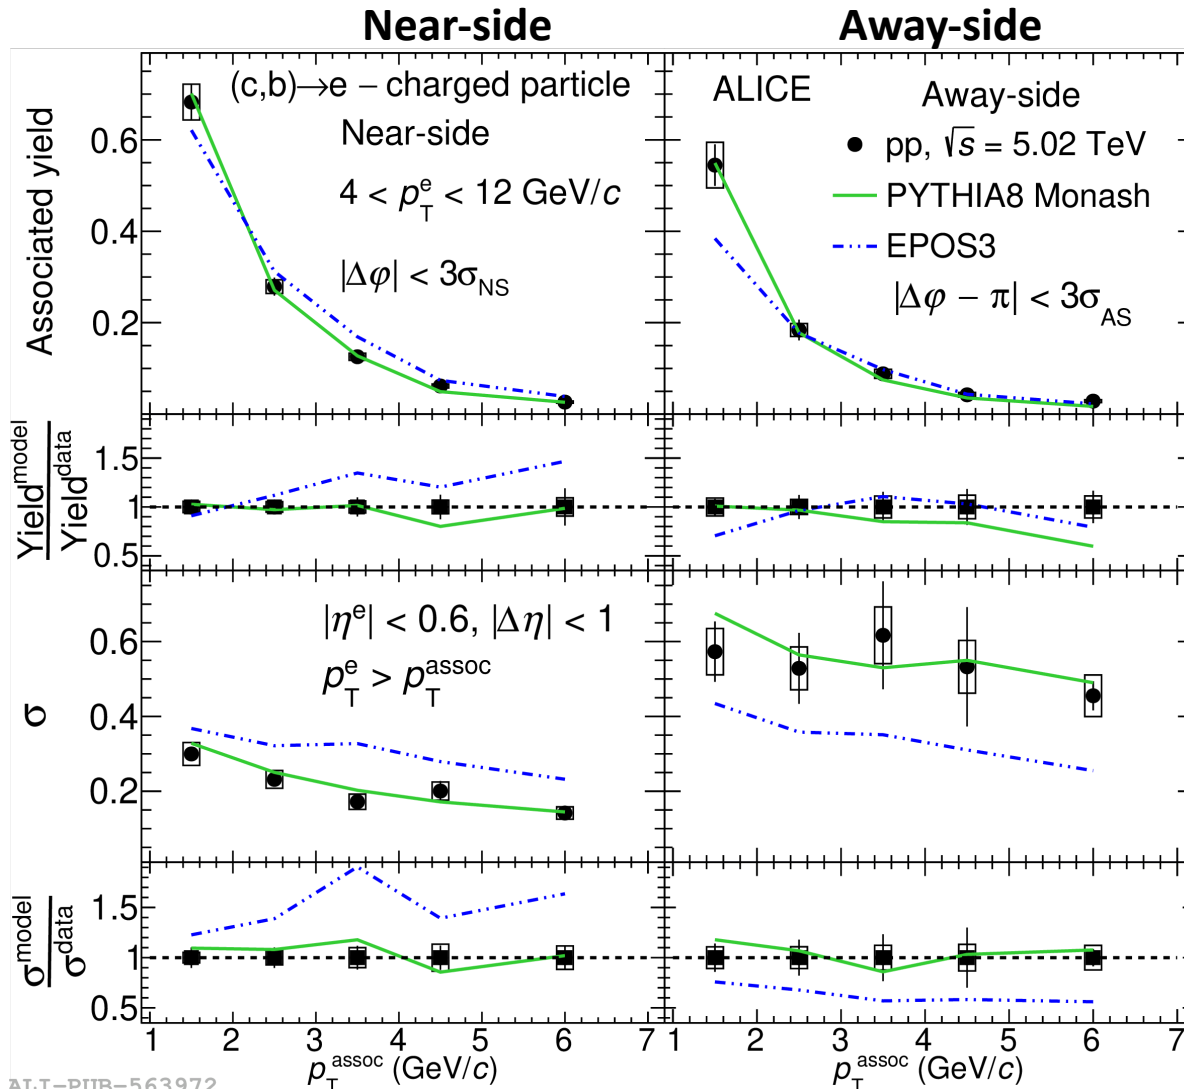 Near-side Away-side
Associated yield
0.6
0.4
0.2
(c,b)→e − charged particle
Near-side
4 < p_T^e < 12 GeV/c
|Δφ| < 3σ_NS
ALICE
Away-side
pp, √s = 5.02 TeV
PYTHIA8 Monash
EPOS3
|Δφ − π| < 3σ_AS
Yield^model
Yield^data
1.5
1
0.5
σ
0.6
0.4
0.2
|η^e| < 0.6, |Δη| < 1
p_T^e > p_T^assoc
σ^model
σ^data
1.5
1
0.5
1 2 3 4 5 6 7 1 2 3 4 5 6 7
p_T^assoc (GeV/c) p_T^assoc (GeV/c)
ALI−PUB−563972